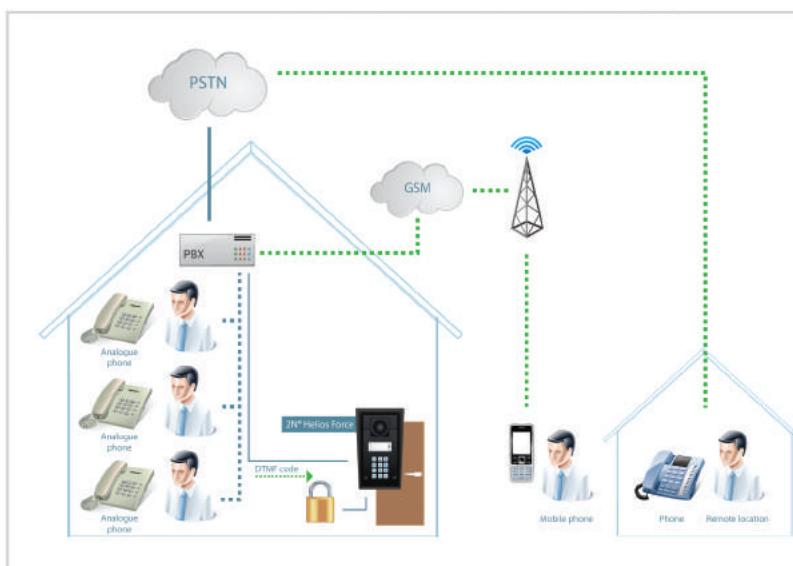 PSTN
GSM
PBX
Analogue
phone
Analogue
phone
Analogue
phone
2N® Helios Force
DTMF code
Mobile phone
Phone
Remote location